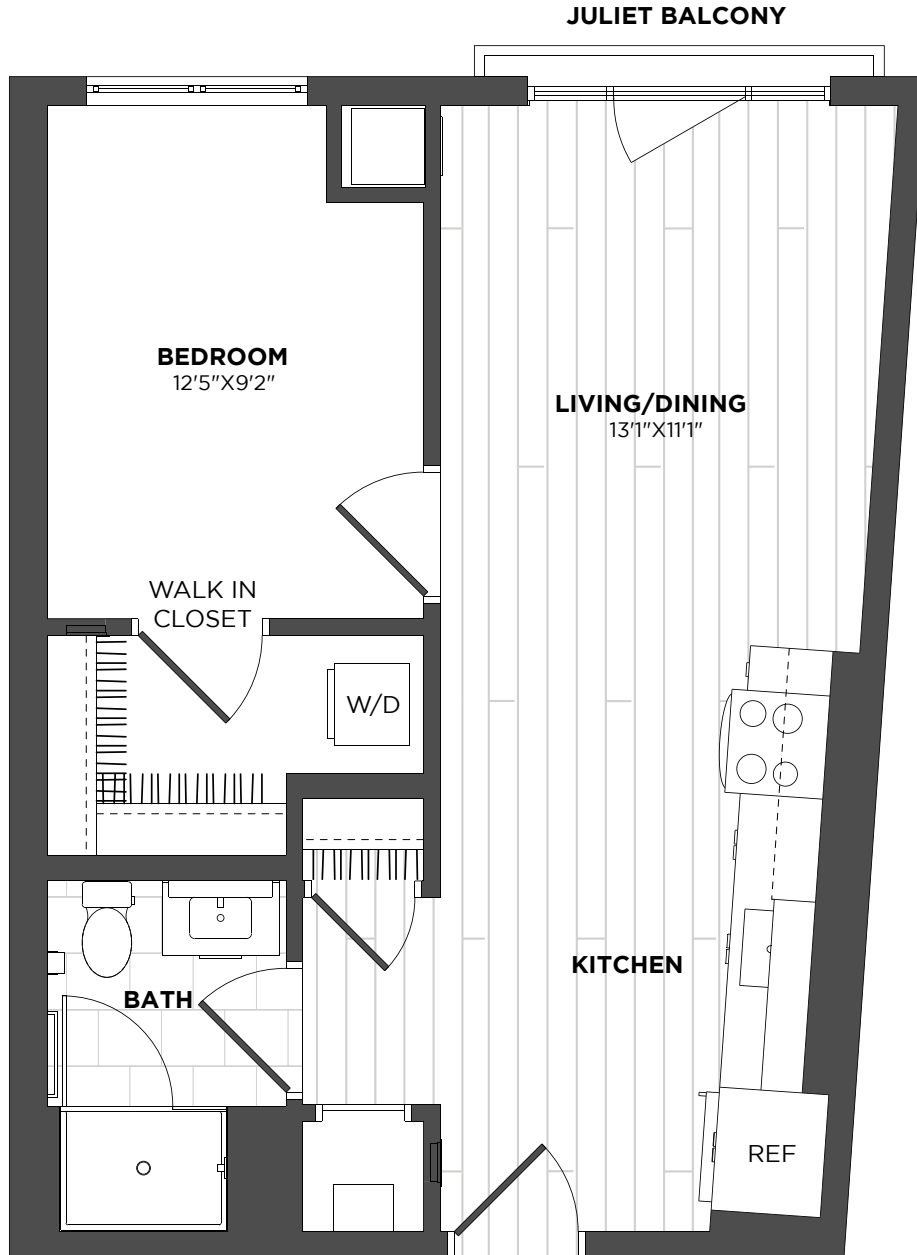 JULIET BALCONY
BEDROOM
12'5"X9'2"
LIVING/DINING
13'1"X11'1"
WALK IN
CLOSET
W/D
KITCHEN
BATH
REF